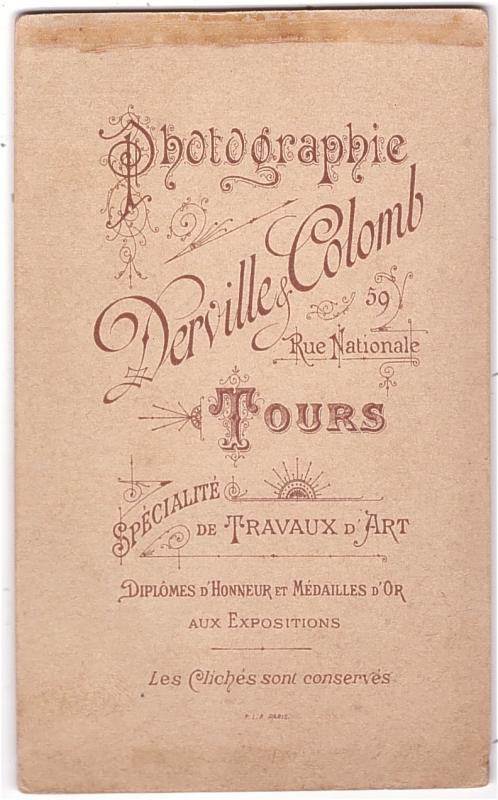 Photographie
Derville & Colomb
59
Rue Nationale
Tours
Spécialité
de Travaux d'Art
Diplômes d'Honneur et Médailles d'Or
aux Expositions
Les Clichés sont conservés
PARIS.